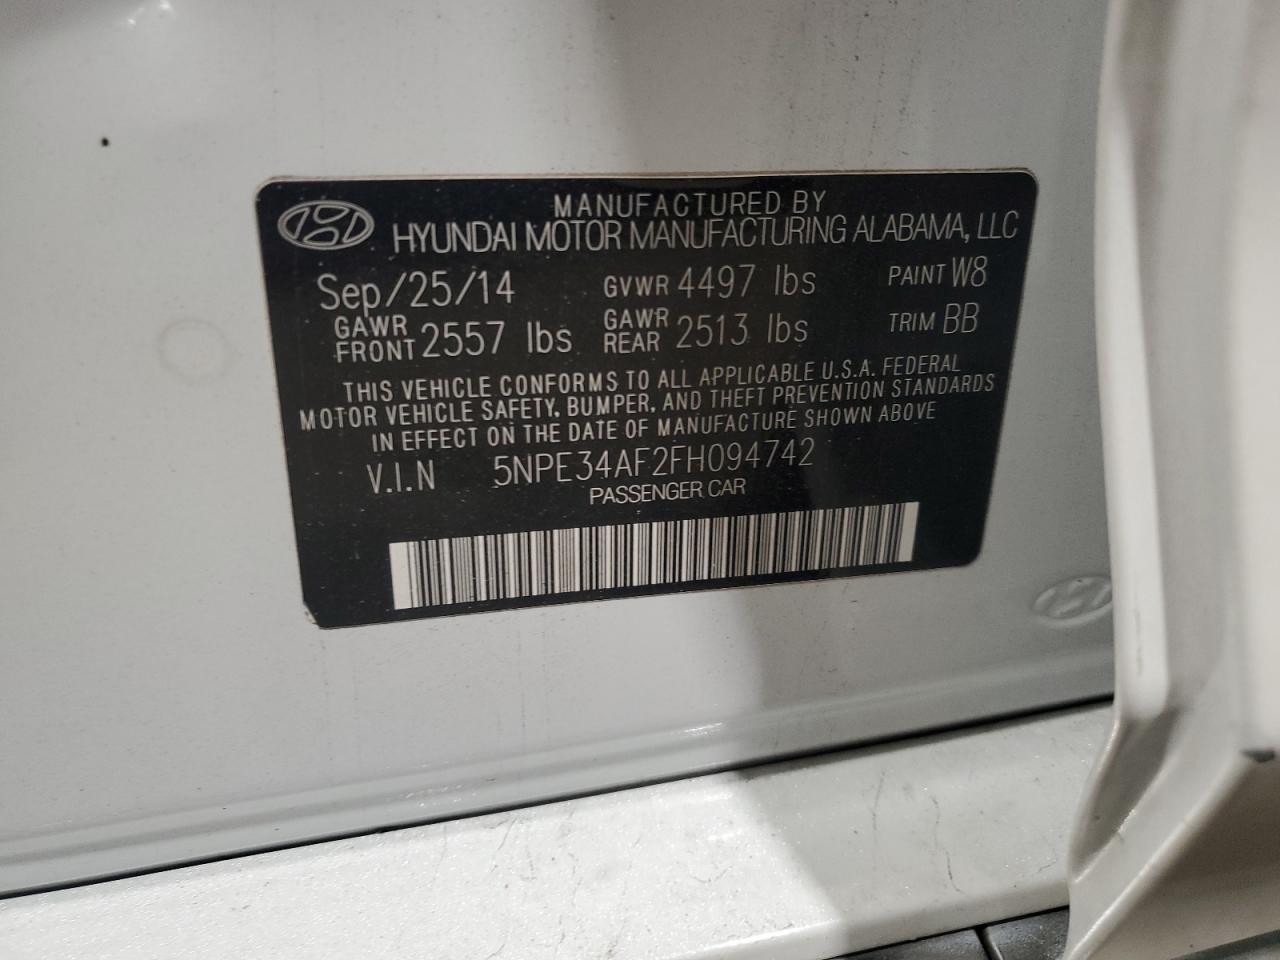 MANUFACTURED BY
HYUNDAI MOTOR MANUFACTURING ALABAMA, LLC
Sep/25/14 GVWR 4497 lbs PAINT W8
GAWR FRONT 2557 lbs GAWR REAR 2513 lbs TRIM BB
THIS VEHICLE CONFORMS TO ALL APPLICABLE U.S.A. FEDERAL
MOTOR VEHICLE SAFETY, BUMPER, AND THEFT PREVENTION STANDARDS
IN EFFECT ON THE DATE OF MANUFACTURE SHOWN ABOVE
V.I.N 5NPE34AF2FH094742
PASSENGER CAR